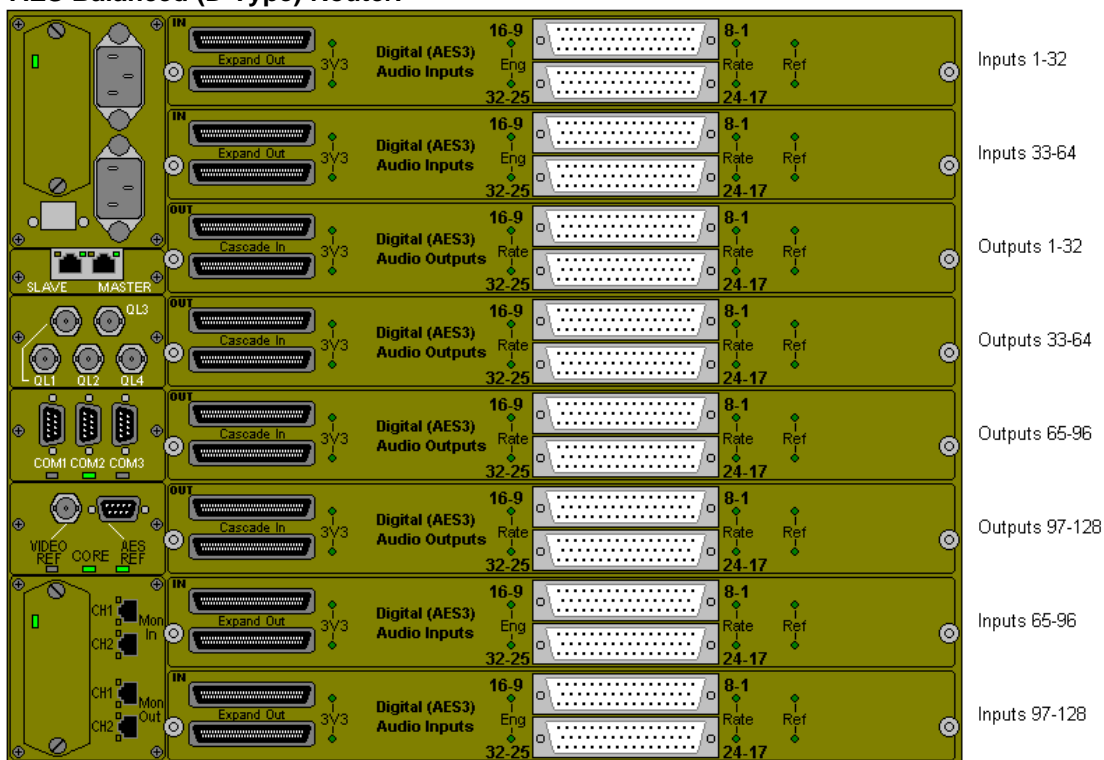 AES Balanced (D-Type) Router:
IN 16-9 8-1
Expand Out 3V3 Digital (AES3) Audio Inputs Eng Rate Ref Inputs 1-32
32-25 24-17
IN 16-9 8-1
Expand Out 3V3 Digital (AES3) Audio Inputs Eng Rate Ref Inputs 33-64
32-25 24-17
OUT 16-9 8-1
Cascade In 3V3 Digital (AES3) Audio Outputs Rate Rate Ref Outputs 1-32
SLAVE MASTER 32-25 24-17
QL3 OUT 16-9 8-1
Cascade In 3V3 Digital (AES3) Audio Outputs Rate Rate Ref Outputs 33-64
QL1 QL2 QL4 32-25 24-17
OUT 16-9 8-1
Cascade In 3V3 Digital (AES3) Audio Outputs Rate Rate Ref Outputs 65-96
COM1 COM2 COM3 32-25 24-17
OUT 16-9 8-1
Cascade In 3V3 Digital (AES3) Audio Outputs Rate Rate Ref Outputs 97-128
VIDEO REF CORE AES REF 32-25 24-17
IN 16-9 8-1
CH1 CH2 Mon In Expand Out 3V3 Digital (AES3) Audio Inputs Eng Rate Ref Inputs 65-96
32-25 24-17
IN 16-9 8-1
CH1 CH2 Mon Out Expand Out 3V3 Digital (AES3) Audio Inputs Eng Rate Ref Inputs 97-128
32-25 24-17